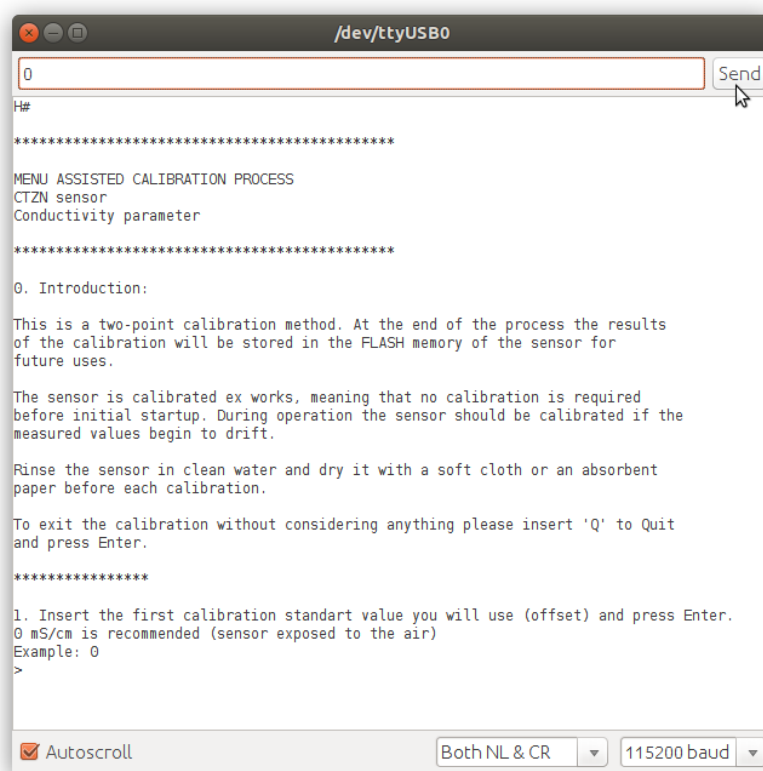 /dev/ttyUSB0
0
Send
H#
*********************************************
MENU ASSISTED CALIBRATION PROCESS
CTZN sensor
Conductivity parameter
*********************************************
0. Introduction:
This is a two-point calibration method. At the end of the process the results
of the calibration will be stored in the FLASH memory of the sensor for
future uses.
The sensor is calibrated ex works, meaning that no calibration is required
before initial startup. During operation the sensor should be calibrated if the
measured values begin to drift.
Rinse the sensor in clean water and dry it with a soft cloth or an absorbent
paper before each calibration.
To exit the calibration without considering anything please insert 'Q' to Quit
and press Enter.
****************
1. Insert the first calibration standart value you will use (offset) and press Enter.
0 mS/cm is recommended (sensor exposed to the air)
Example: 0
>
Autoscroll
Both NL & CR
115200 baud